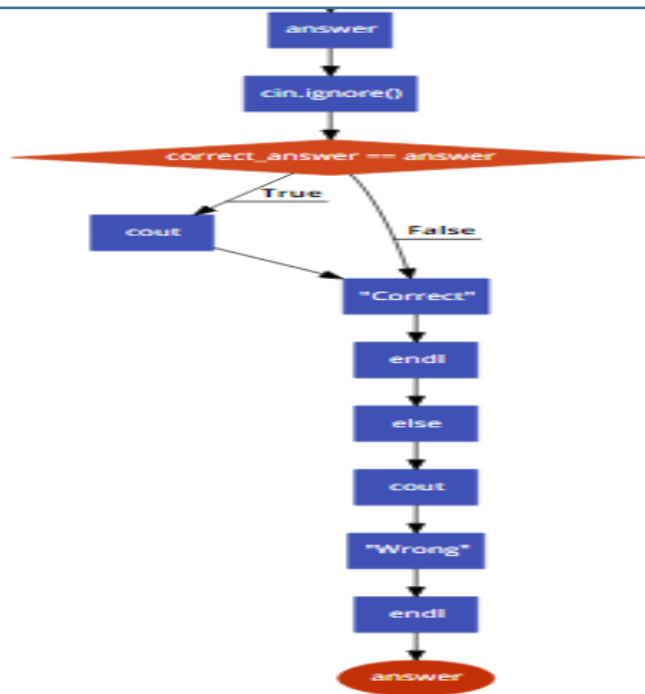 answer
cin.ignore()
correct_answer == answer
True
False
cout
"Correct"
endl
else
cout
"Wrong"
endl
answer